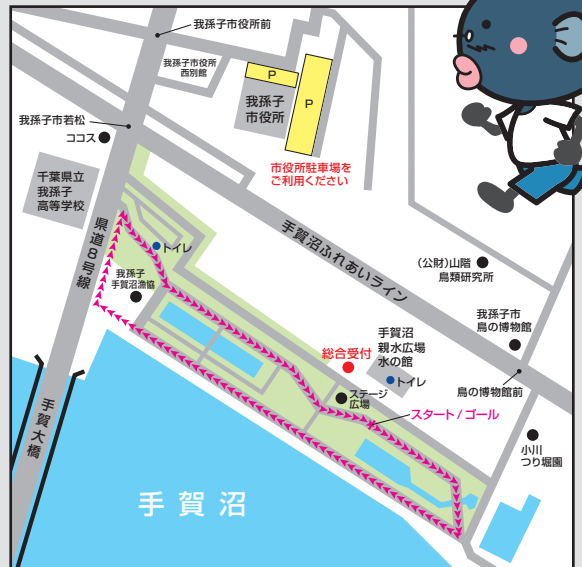 我孫子市役所前
我孫子市役所
西別館
P
P
我孫子
市役所
我孫子市若松
ココス
市役所駐車場を
ご利用ください
千葉県立
我孫子
高等学校
県道8号線
手賀沼ふれあいライン
トイレ
(公財)山階
鳥類研究所
我孫子
手賀沼漁協
我孫子市
鳥の博物館
手賀沼
親水広場
水の館
総合受付
トイレ
ステージ
広場
鳥の博物館前
スタート/ゴール
手賀大橋
小川
つり堀園
手賀沼